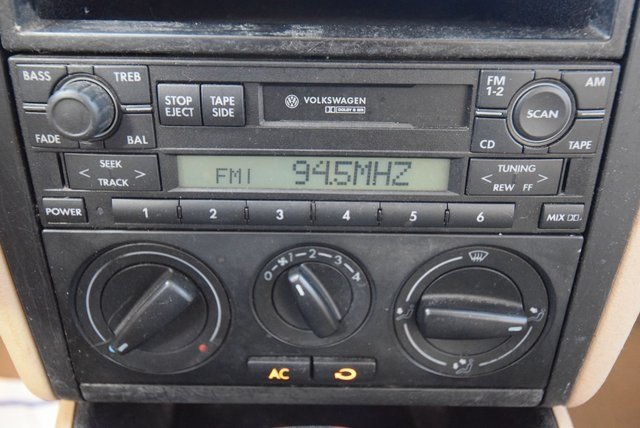 BASS TREB
FADE BAL
STOP EJECT
TAPE SIDE
VOLKSWAGEN
DOLBY B NR
FM 1-2
AM
SCAN
CD TAPE
SEEK
< >
TRACK
FM1 94.5MHZ
TUNING
< >
REW FF
POWER
1 2 3 4 5 6
MIX
0 1 2 3 4
AC